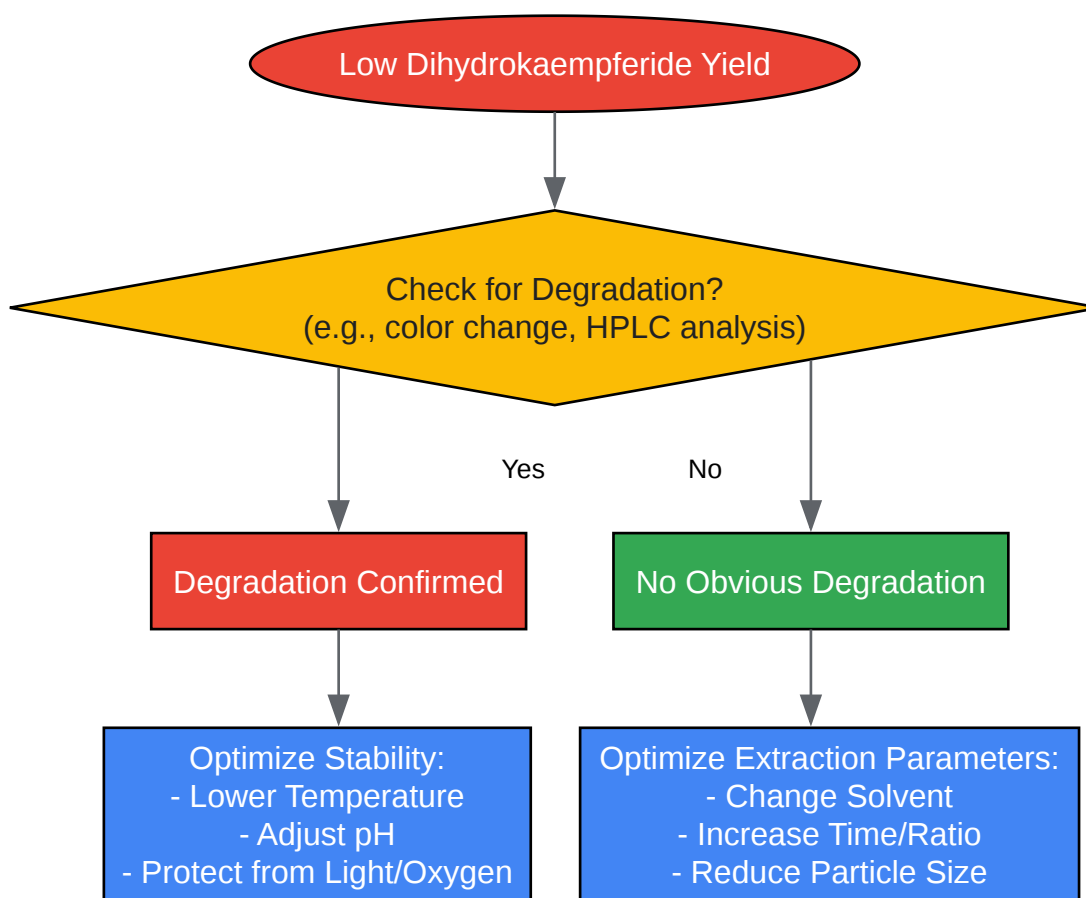 Low Dihydrokaempferide Yield
Check for Degradation?
(e.g., color change, HPLC analysis)
Yes
No
Degradation Confirmed
No Obvious Degradation
Optimize Stability:
- Lower Temperature
- Adjust pH
- Protect from Light/Oxygen
Optimize Extraction Parameters:
- Change Solvent
- Increase Time/Ratio
- Reduce Particle Size